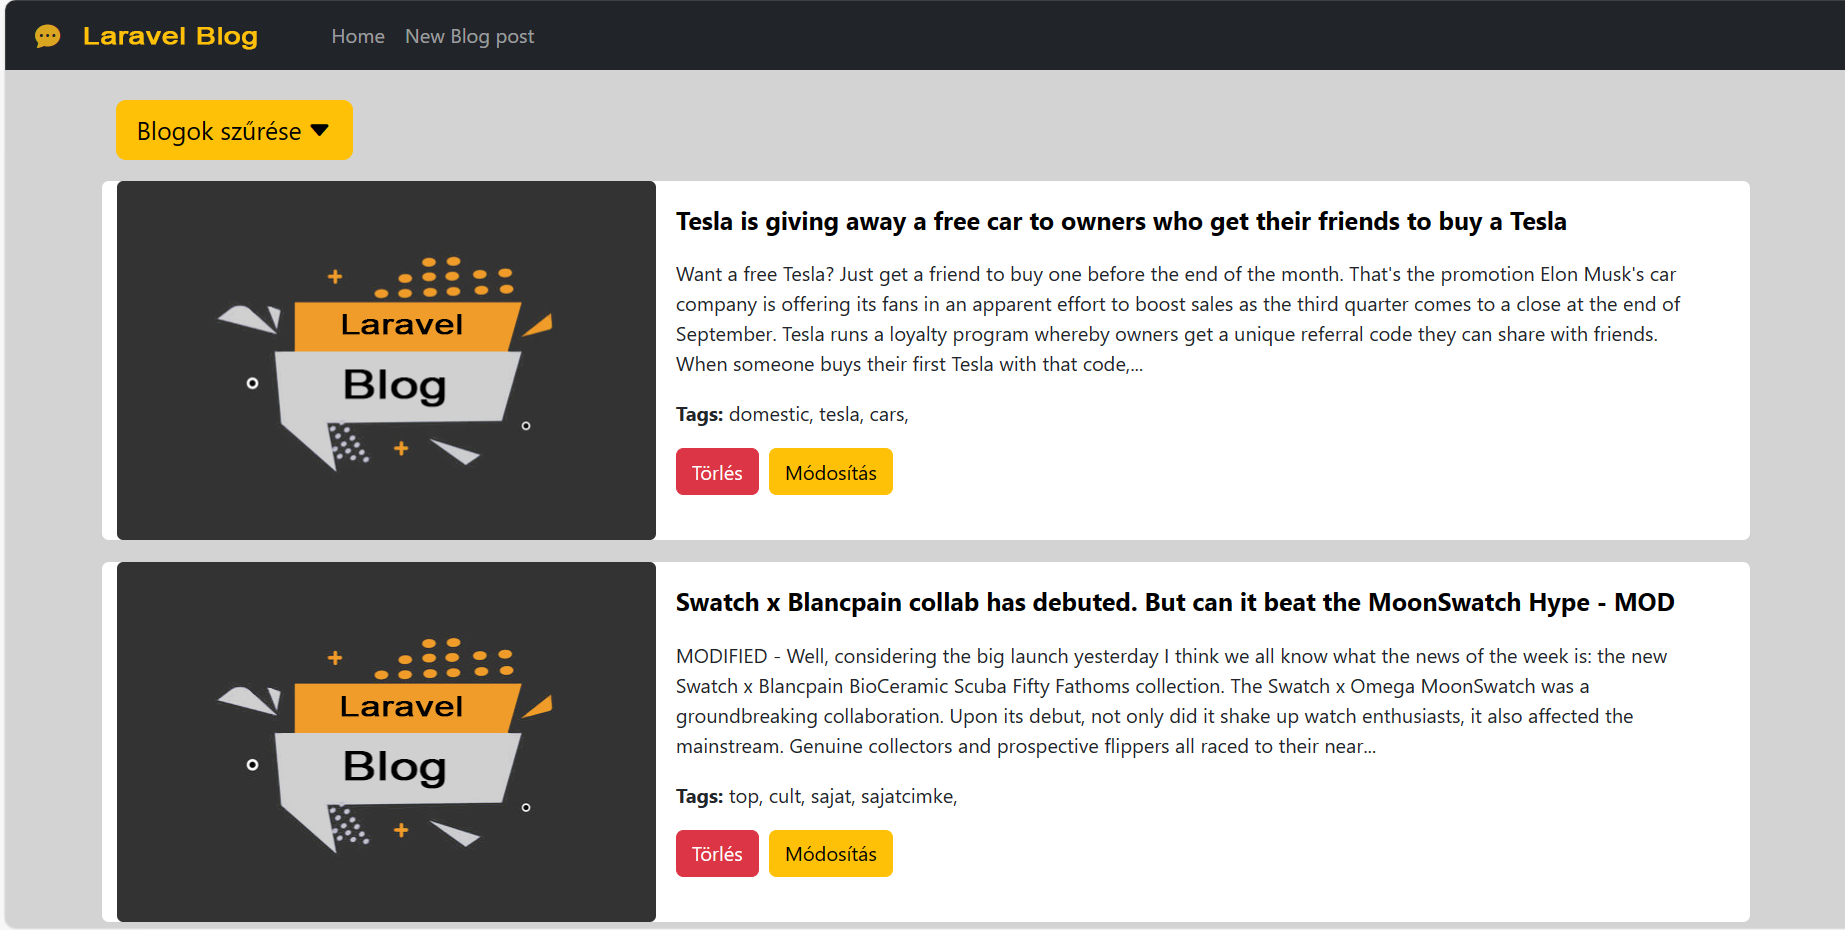 Laravel Blog Home New Blog post
Blogok szűrése
Laravel
Blog
Tesla is giving away a free car to owners who get their friends to buy a Tesla
Want a free Tesla? Just get a friend to buy one before the end of the month. That's the promotion Elon Musk's car
company is offering its fans in an apparent effort to boost sales as the third quarter comes to a close at the end of
September. Tesla runs a loyalty program whereby owners get a unique referral code they can share with friends.
When someone buys their first Tesla with that code,...
Tags: domestic, tesla, cars,
Törlés Módosítás
Laravel
Blog
Swatch x Blancpain collab has debuted. But can it beat the MoonSwatch Hype - MOD
MODIFIED - Well, considering the big launch yesterday I think we all know what the news of the week is: the new
Swatch x Blancpain BioCeramic Scuba Fifty Fathoms collection. The Swatch x Omega MoonSwatch was a
groundbreaking collaboration. Upon its debut, not only did it shake up watch enthusiasts, it also affected the
mainstream. Genuine collectors and prospective flippers all raced to their near...
Tags: top, cult, sajat, sajatcimke,
Törlés Módosítás